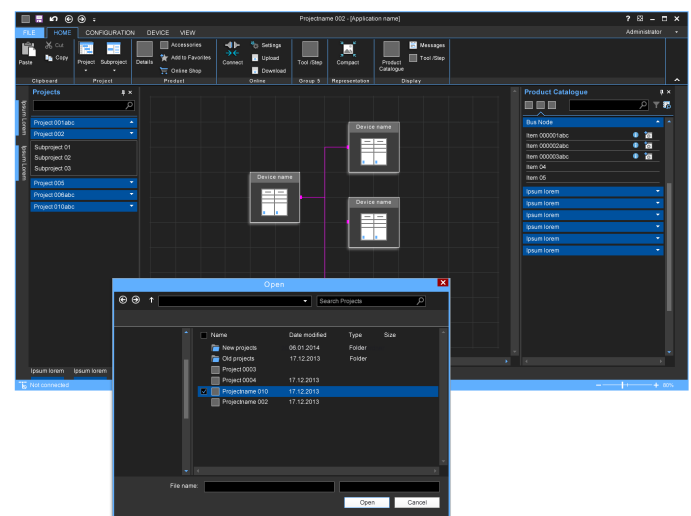 Projectname 002 - [Application name]
?
FILE HOME CONFIGURATION DEVICE VIEW Administrator
Paste
Cut
Copy
Clipboard
Project
Subproject
Project
Details
Accessories
Add to Favorites
Online Shop
Product
Connect
Settings
Upload
Download
Online
Tool /Step
Group 5
Compact
Representation
Product Catalogue
Messages
Tool /Step
Display
Ipsum Lorem
Ipsum Lorem
Projects
Project 001abc
Project 002
Subproject 01
Subproject 02
Subproject 03
Project 005
Project 006abc
Project 010abc
Ipsum lorem Ipsum lorem
Device name
Device name
Device name
Product Catalogue
Bus Node
Item 000001abc
Item 000002abc
Item 000003abc
Item 04
Item 05
Ipsum lorem
Ipsum lorem
Ipsum lorem
Ipsum lorem
Ipsum lorem
Ipsum lorem
Not connected
80%
Open
Search Projects
Name Date modified Type Size
New projects 06.01.2014 Folder
Old projects 17.12.2013 Folder
Project 0003
Project 0004 17.12.2013
Projectname 010 17.12.2013
Projectname 002 17.12.2013
File name:
Open Cancel